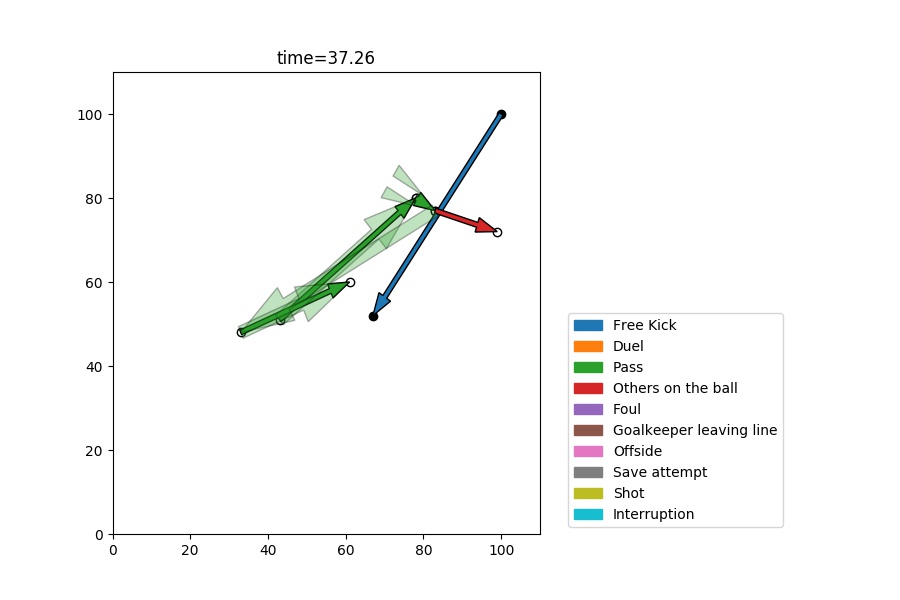 time=37.26
100
80
60
40
20
0
0 20 40 60 80 100
Free Kick
Duel
Pass
Others on the ball
Foul
Goalkeeper leaving line
Offside
Save attempt
Shot
Interruption